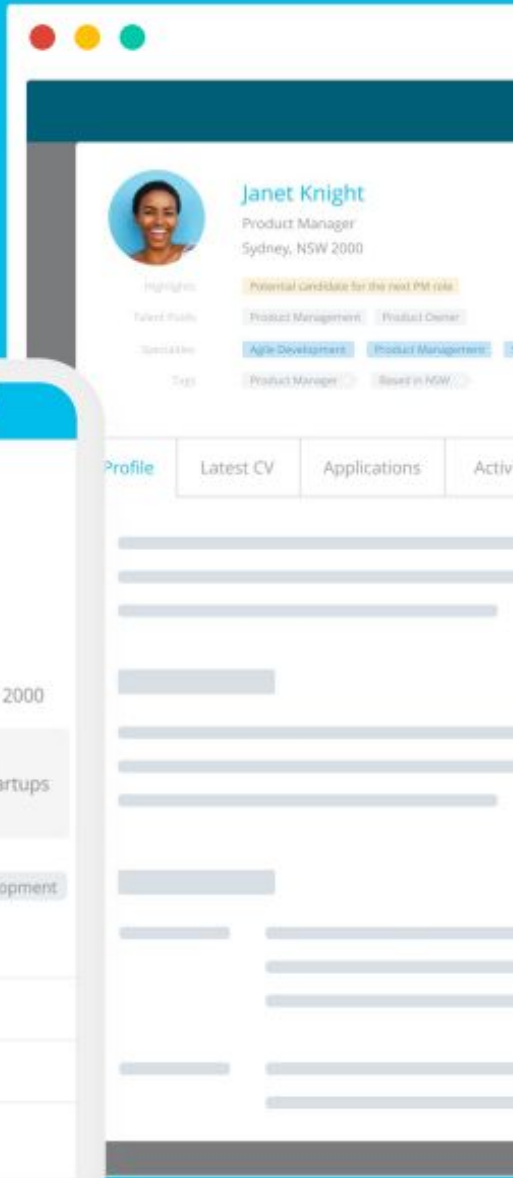 Janet Knight
Product Manager
Sydney, NSW 2000
Highlights Potential candidate for the next PM role
Talent Pools Product Management Product Owner
Specialties Agile Development Product Management S
Tags Product Manager Based in NSW
Profile Latest CV Applications Activ
2000
artups
opment